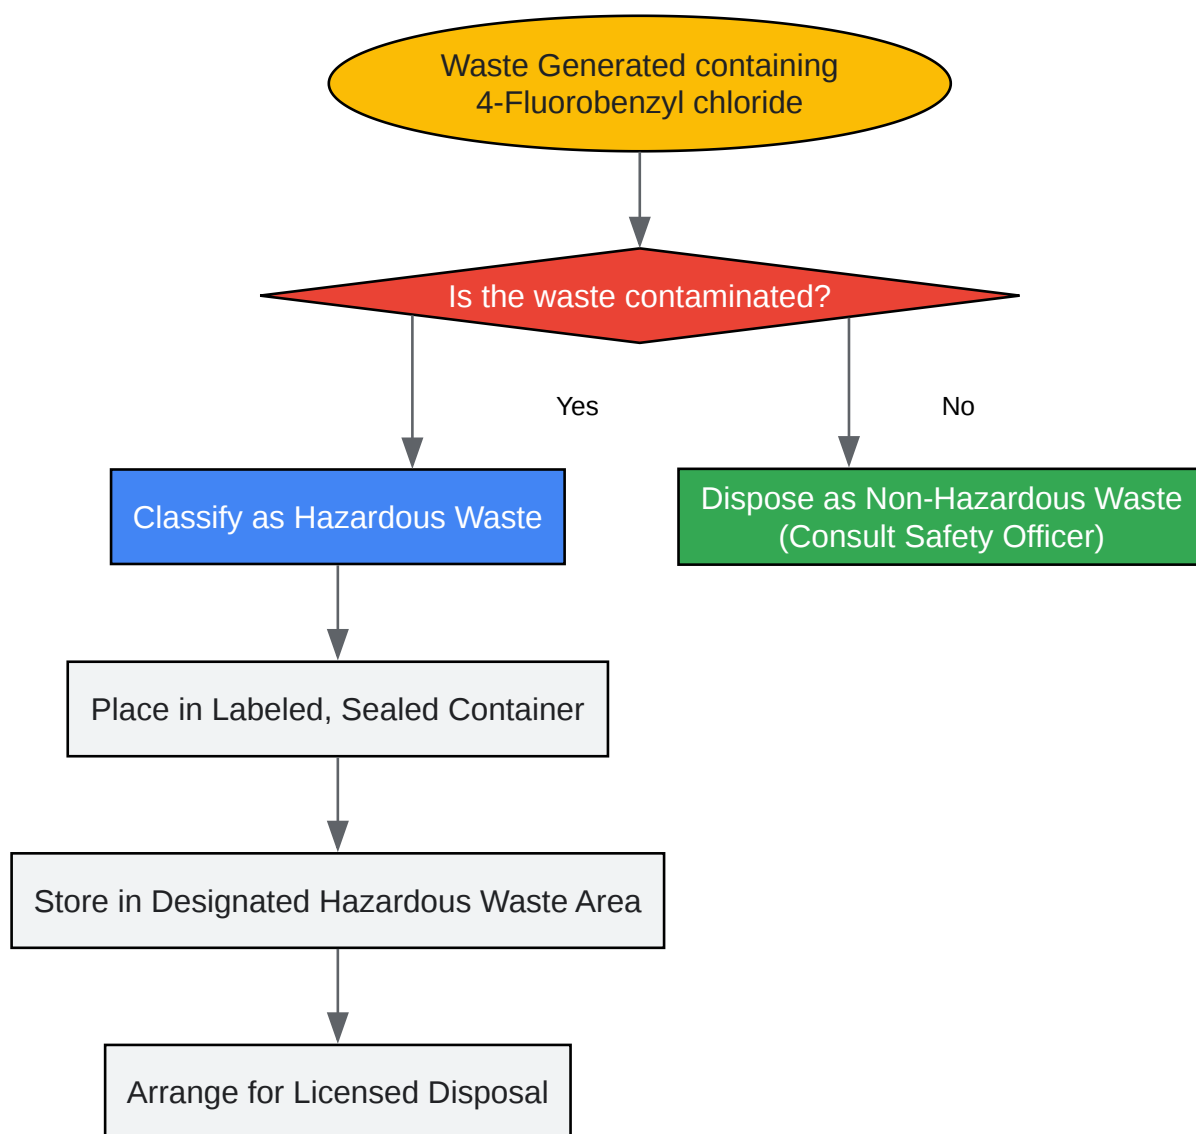 Waste Generated containing
4-Fluorobenzyl chloride
Is the waste contaminated?
Yes
No
Classify as Hazardous Waste
Dispose as Non-Hazardous Waste
(Consult Safety Officer)
Place in Labeled, Sealed Container
Store in Designated Hazardous Waste Area
Arrange for Licensed Disposal